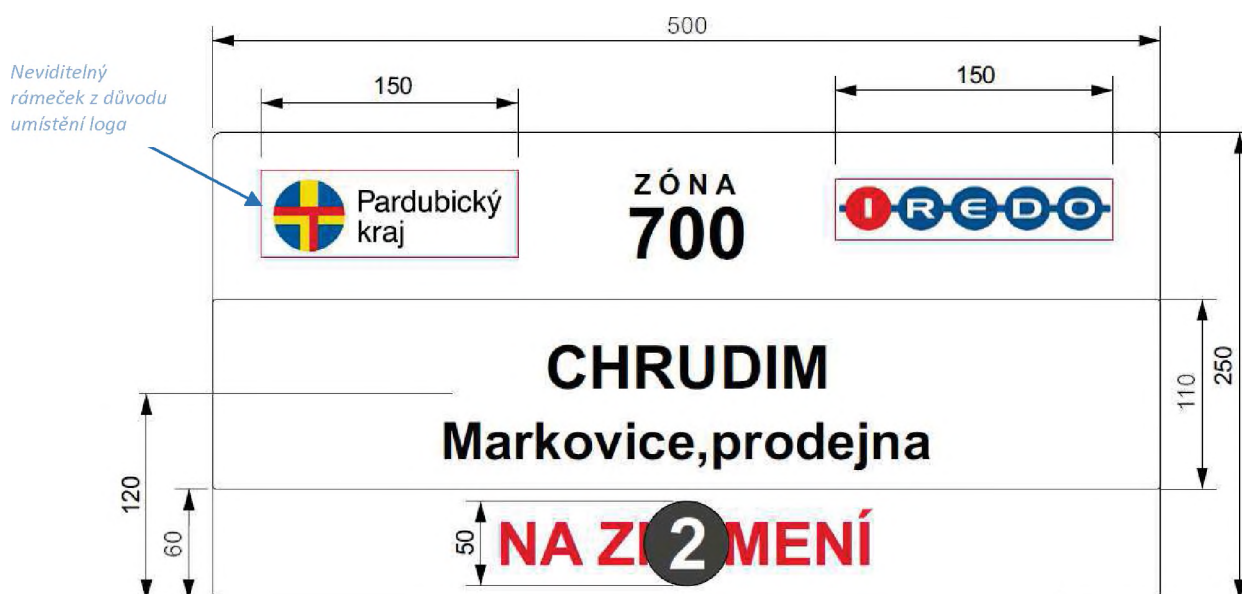 500
Neviditelný
rámeček z důvodu
umístění loga
150
150
Pardubický
kraj
ZÓNA
700
IREDO
CHRUDIM
Markovice,prodejna
110
250
120
60
50
NA
2
MENÍ